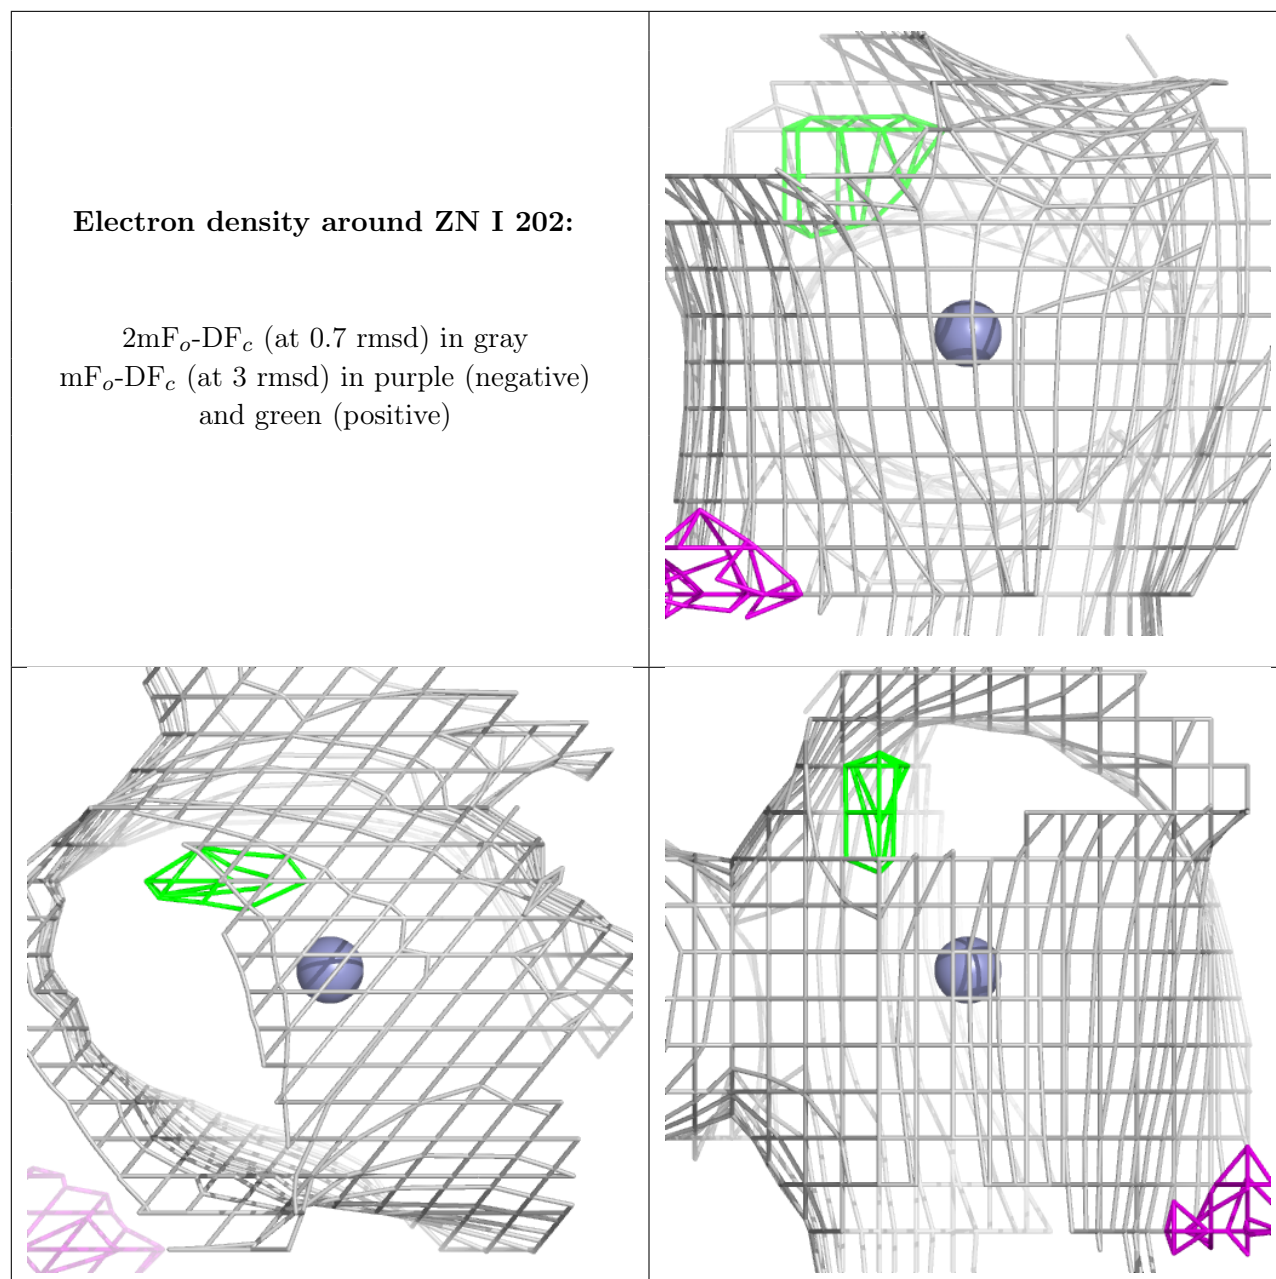 Electron density around ZN I 202:
2mFo-DFc (at 0.7 rmsd) in gray
mFo-DFc (at 3 rmsd) in purple (negative)
and green (positive)